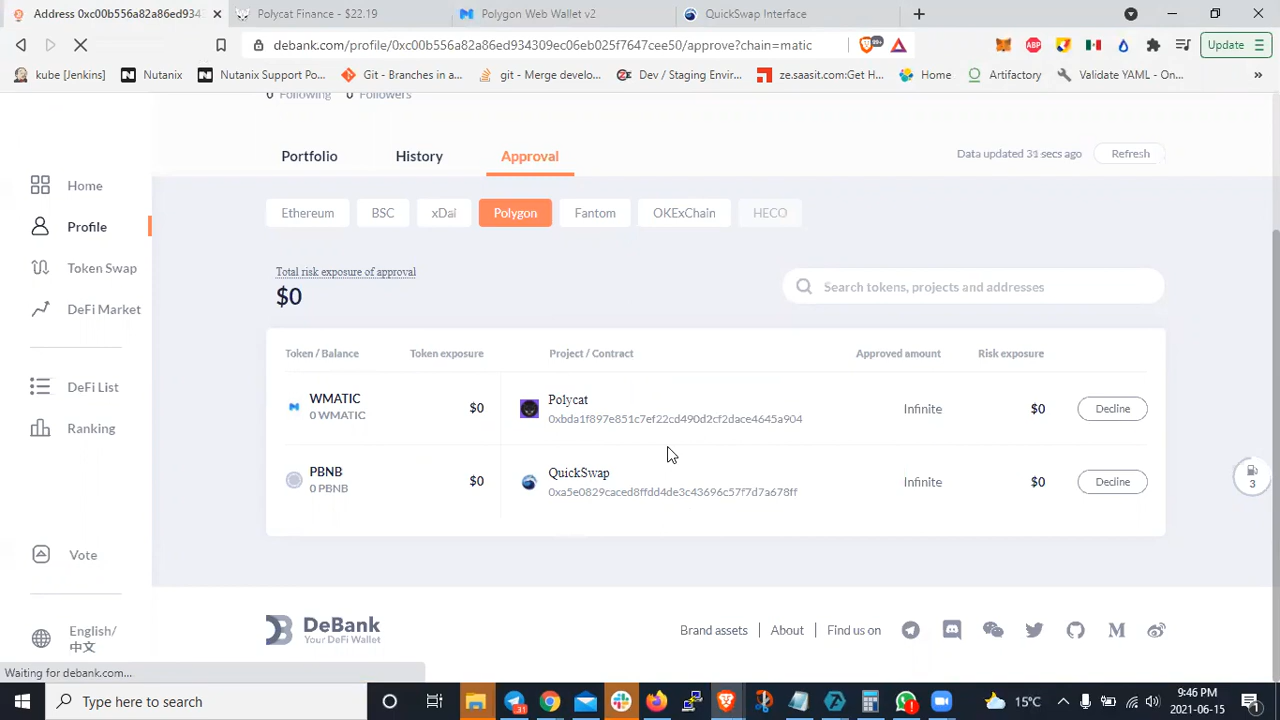 Address 0xc00b556a82a86ed934
Polycat Finance - $22.19
Polygon Web Wallet v2
QuickSwap Interface
debank.com/profile/0xc00b556a82a86ed934309ec06eb025f7647cee50/approve?chain=matic
99+
ABP
Update
kube [Jenkins]
Nutanix
Nutanix Support Po...
Git - Branches in a...
git - Merge develo...
Dev / Staging Envir...
ze.saasit.com:Get H...
Home
Artifactory
Validate YAML - On...
»
0 Following
0 Followers
Portfolio
History
Approval
Data updated 31 secs ago
Refresh
Home
Profile
Token Swap
DeFi Market
DeFi List
Ranking
Vote
English/
中文
Ethereum
BSC
xDai
Polygon
Fantom
OKExChain
HECO
Total risk exposure of approval
$0
Search tokens, projects and addresses
Token / Balance
Token exposure
Project / Contract
Approved amount
Risk exposure
WMATIC
0 WMATIC
$0
Polycat
0xbda1f897e851c7ef22cd490d2cf2dace4645a904
Infinite
$0
Decline
PBNB
0 PBNB
$0
QuickSwap
0xa5e0829caced8ffdd4de3c43696c57f7d7a678ff
Infinite
$0
Decline
3
DeBank
Your DeFi Wallet
Brand assets
About
Find us on
Waiting for debank.com...
Type here to search
31
15°C
9:46 PM
2021-06-15
1